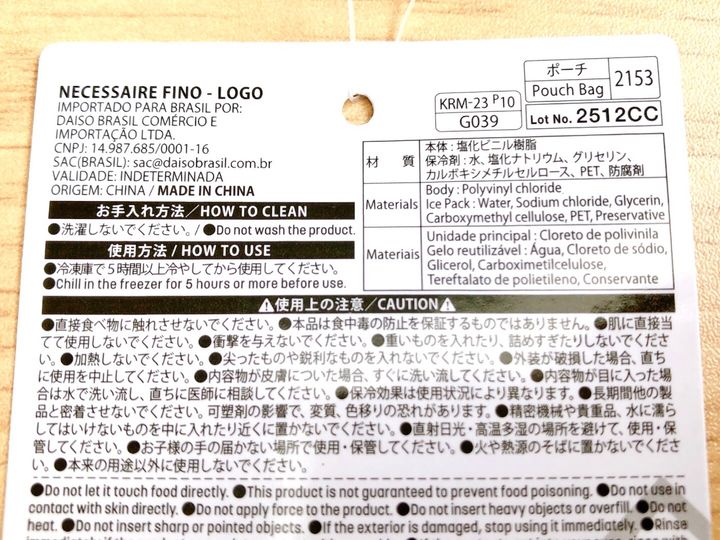 NECESSAIRE FINO - LOGO
IMPORTADO PARA BRASIL POR:
DAISO BRASIL COMÉRCIO E
IMPORTAÇÃO LTDA.
CNPJ: 14.987.685/0001-16
SAC(BRASIL): sac@daisobrasil.com.br
VALIDADE: INDETERMINADA
ORIGEM: CHINA / MADE IN CHINA
KRM-23 P10
G039
ポーチ
Pouch Bag
2153
Lot No. 2512CC
材 質
本体:塩化ビニル樹脂
保冷剤:水、塩化ナトリウム、グリセリン、
カルボキシメチルセルロース、PET、防腐剤
Materials
Body : Polyvinyl chloride
Ice Pack : Water, Sodium chloride, Glycerin,
Carboxymethyl cellulose, PET, Preservative
Materiais
Unidade principal : Cloreto de polivinila
Gelo reutilizável : Água, Cloreto de sódio,
Glicerol, Carboximetilcelulose,
Tereftalato de polietileno, Conservante
お手入れ方法/HOW TO CLEAN
●洗濯しないでください。/●Do not wash the product.
使用方法 / HOW TO USE
●冷凍庫で5時間以上冷やしてから使用してください。
●Chill in the freezer for 5 hours or more before use.
⚠使用上の注意/CAUTION⚠
●直接食べ物に触れさせないでください。●本品は食中毒の防止を保証するものではありません。●肌に直接当
てて使用しないでください。●衝撃を与えないでください。●重いものを入れたり、詰めすぎたりしないでください。
●加熱しないでください。●尖ったものや鋭利なものを入れないでください。●外装が破損した場合、直ち
に使用を中止してください。●内容物が皮膚についた場合、すぐに洗い流してください。●内容物が目に入った場
合は水で洗い流し、直ちに医師に相談してください。●保冷効果は使用状況により異なります。●長期間他の製
品と密着させないでください。可塑剤の影響で、変質、色移りの恐れがあります。●精密機械や貴重品、水に濡ら
してはいけないものを中に入れたり近くに置かないでください。●直射日光・高温多湿の場所を避けて、使用・保
管してください。●お子様の手の届かない場所で使用・保管してください。●火や熱源のそばに置かないでくださ
い。●本来の用途以外に使用しないでください。
●Do not let it touch food directly. ●This product is not guaranteed to prevent food poisoning. ●Do not use in
contact with skin directly. ●Do not apply force to the product. ●Do not insert heavy objects or overfill. ●Do not
heat. ●Do not insert sharp or pointed objects. ●If the exterior is damaged, stop using it immediately. ●Rinse